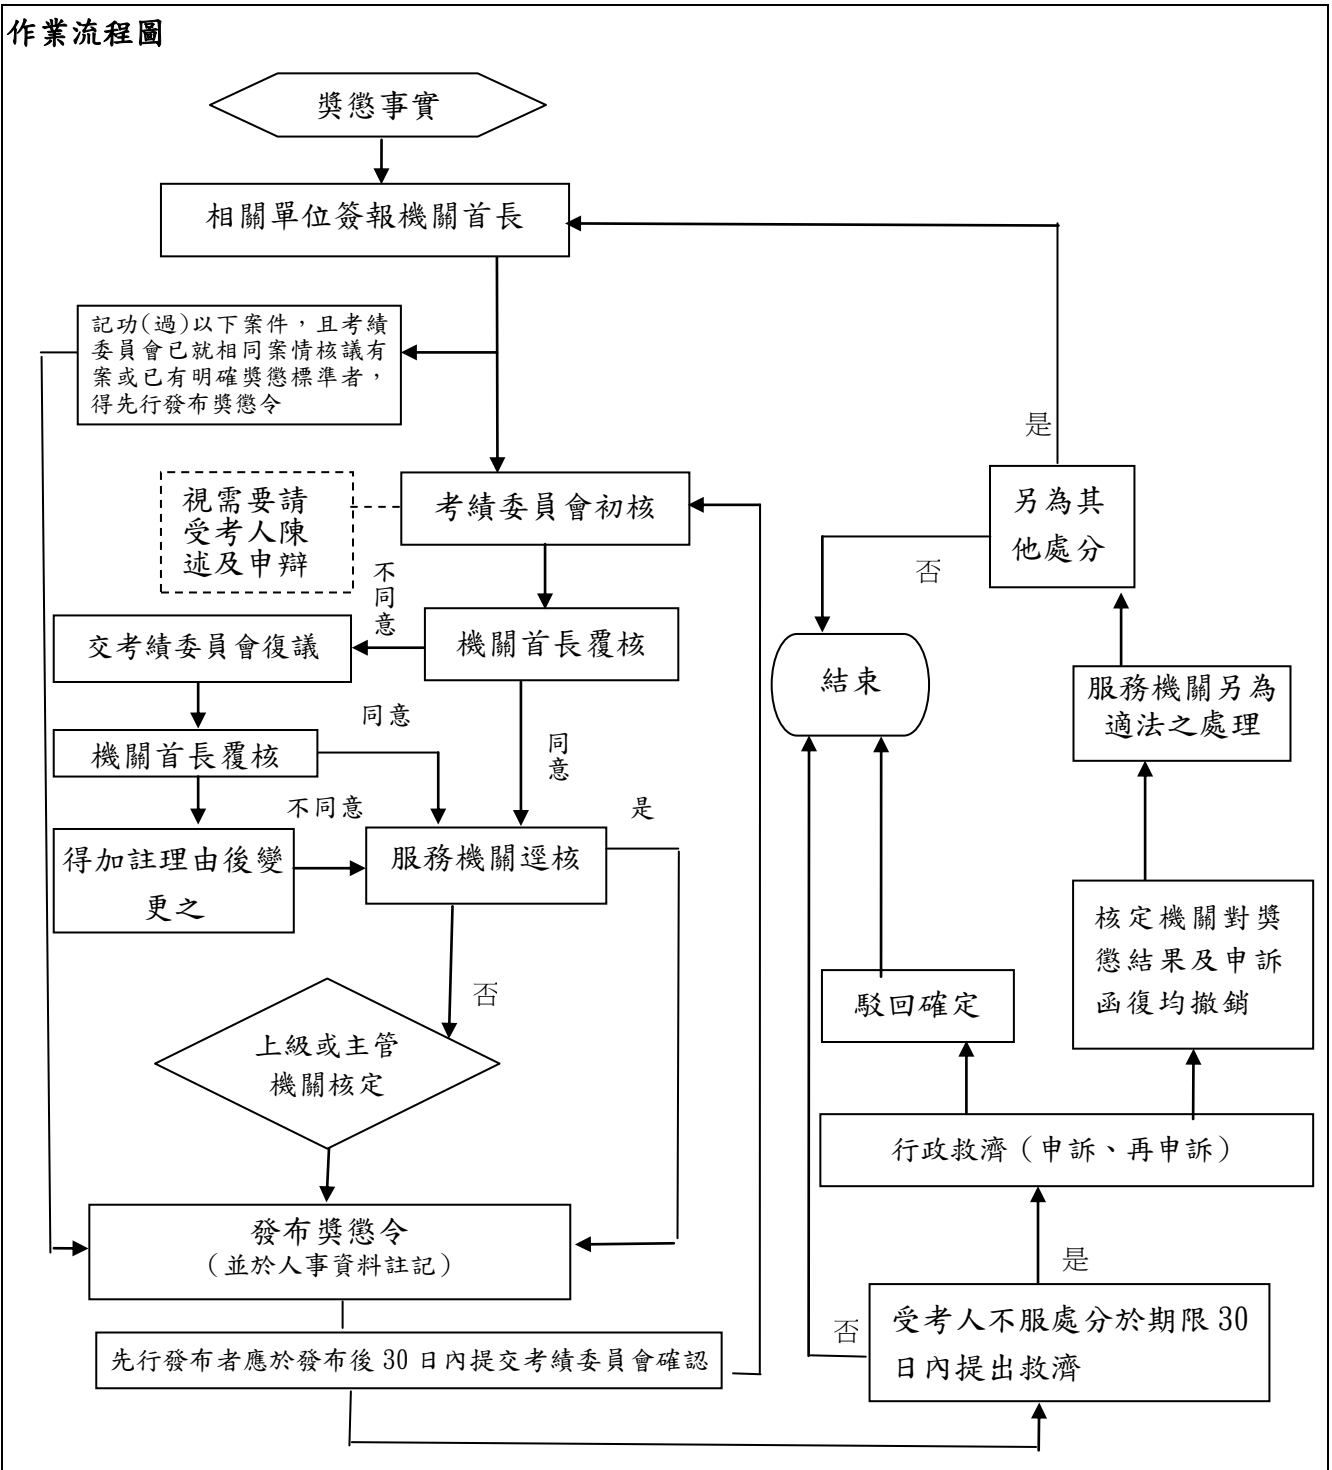 作業流程圖
獎懲事實
相關單位簽報機關首長
記功(過)以下案件，且考績
委員會已就相同案情核議有
案或已有明確獎懲標準者，
得先行發布獎懲令
是
視需要請
受考人陳
述及申辯
考績委員會初核
另為其
他處分
否
不
同
意
交考績委員會復議
機關首長覆核
結束
服務機關另為
適法之處理
同意
機關首長覆核
同
意
不同意
是
得加註理由後變
更之
服務機關逕核
核定機關對獎
懲結果及申訴
函復均撤銷
否
駁回確定
上級或主管
機關核定
行政救濟（申訴、再申訴）
發布獎懲令
（並於人事資料註記）
是
否
受考人不服處分於期限 30
日內提出救濟
先行發布者應於發布後 30 日內提交考績委員會確認